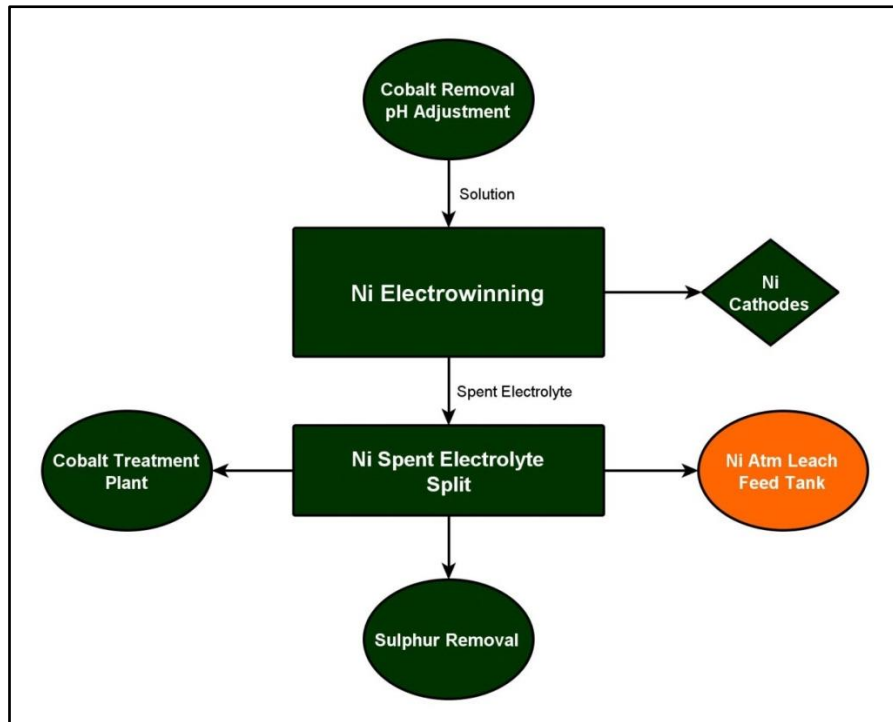 Cobalt Removal
pH Adjustment
Solution
Ni Electrowinning
Ni
Cathodes
Spent Electrolyte
Cobalt Treatment
Plant
Ni Spent Electrolyte
Split
Ni Atm Leach
Feed Tank
Sulphur Removal